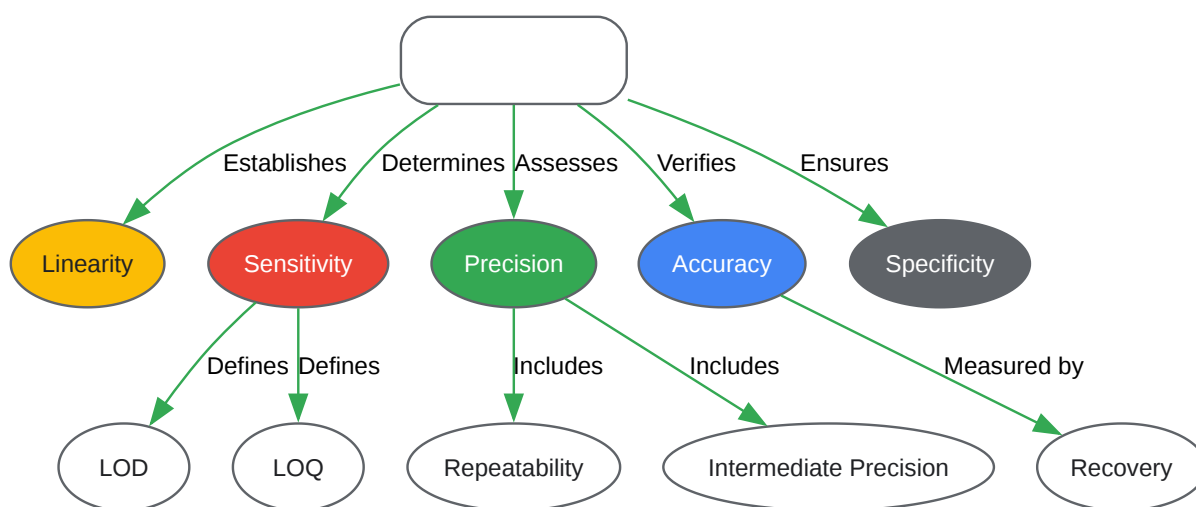 Establishes
Determines
Assesses
Verifies
Ensures
Linearity
Sensitivity
Precision
Accuracy
Specificity
Defines
Defines
Includes
Includes
Measured by
LOD
LOQ
Repeatability
Intermediate Precision
Recovery